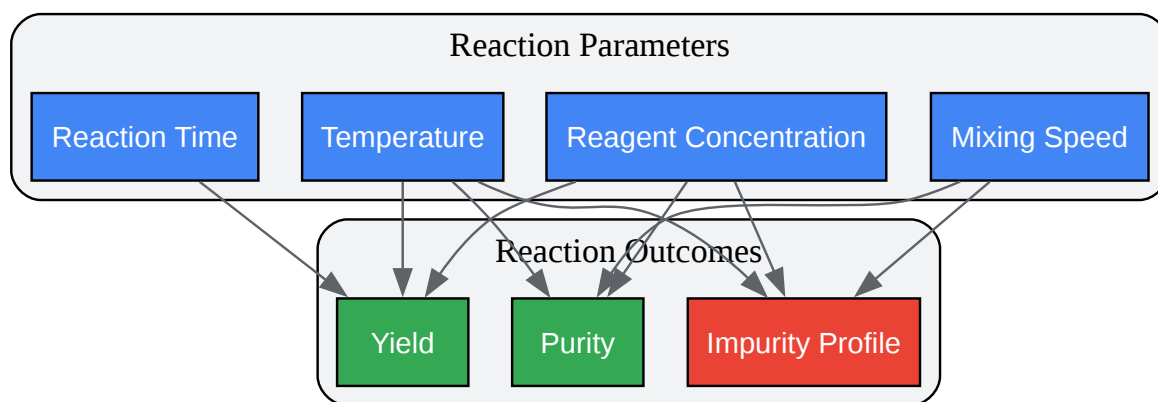 Reaction Parameters
Reaction Time
Temperature
Reagent Concentration
Mixing Speed
Reaction Outcomes
Yield
Purity
Impurity Profile